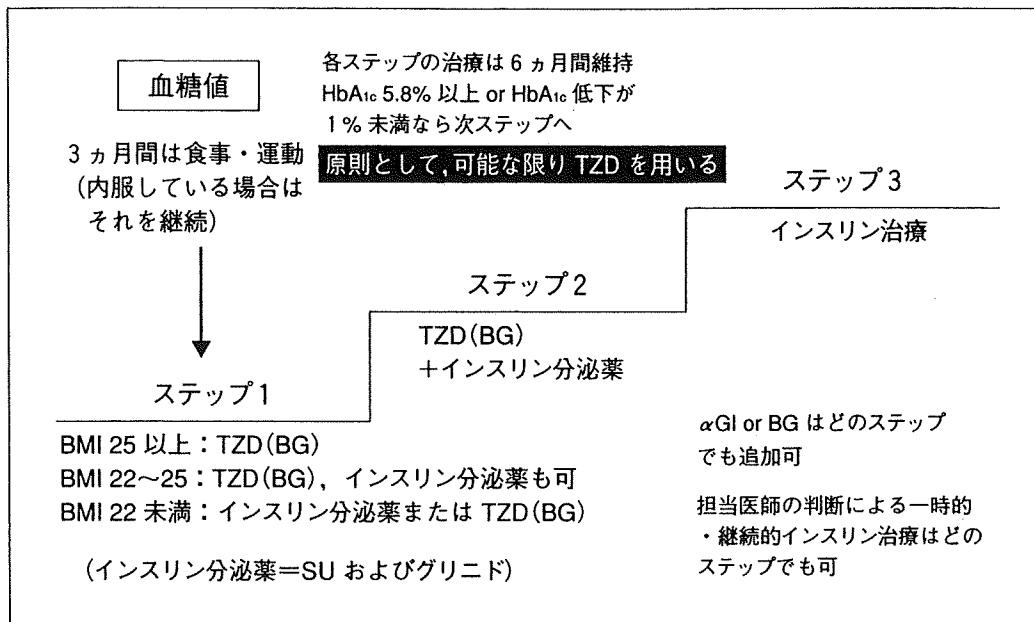 血糖値
各ステップの治療は 6 ヵ月間維持
HbA1c 5.8% 以上 or HbA1c 低下が
1 % 未満なら次ステップへ
原則として,可能な限り TZD を用いる
3 ヵ月間は食事・運動
(内服している場合は
それを継続)
ステップ 3
インスリン治療
ステップ 2
TZD(BG)
+インスリン分泌薬
ステップ 1
BMI 25 以上:TZD(BG)
BMI 22〜25:TZD(BG), インスリン分泌薬も可
BMI 22 未満:インスリン分泌薬または TZD(BG)
(インスリン分泌薬=SU およびグリニド)
αGI or BG はどのステップ
でも追加可
担当医師の判断による一時的
・継続的インスリン治療はどの
ステップでも可